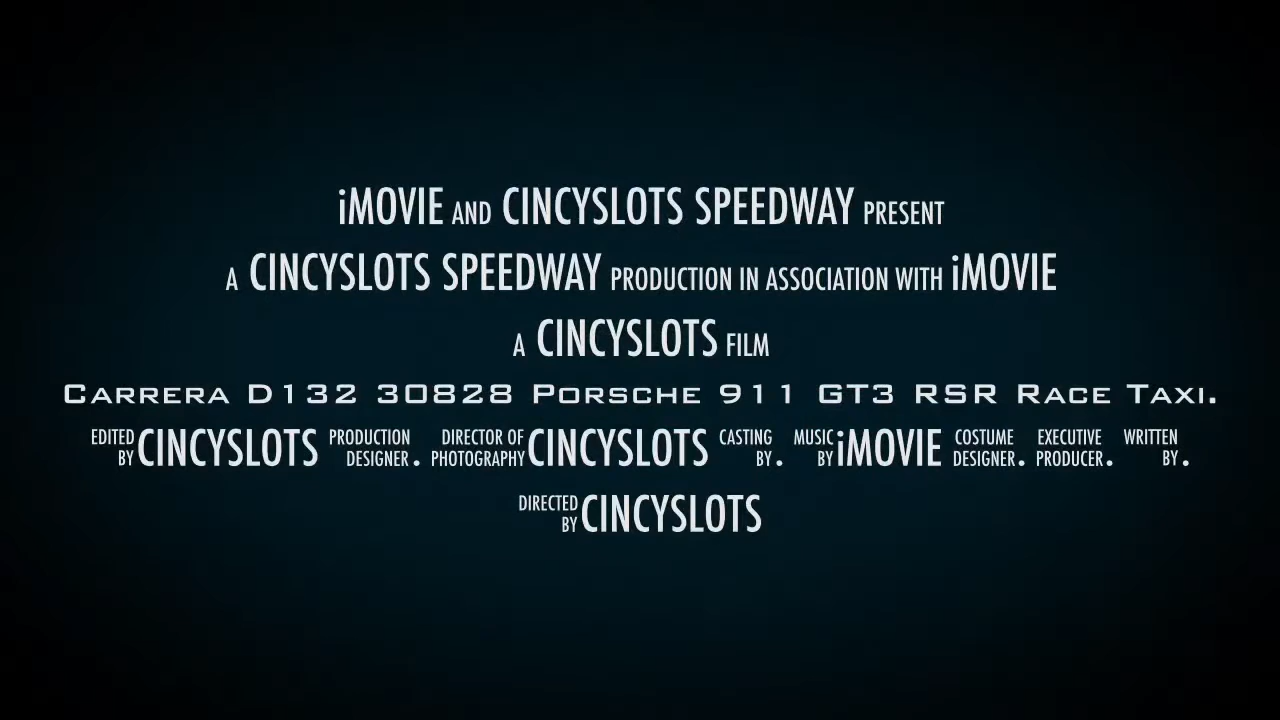 iMOVIE AND CINCYSLOTS SPEEDWAY PRESENT
A CINCYSLOTS SPEEDWAY PRODUCTION IN ASSOCIATION WITH iMOVIE
A CINCYSLOTS FILM
CARRERA D132 30828 PORSCHE 911 GT3 RSR RACE TAXI.
EDITED BY CINCYSLOTS PRODUCTION DESIGNER . DIRECTOR OF PHOTOGRAPHY CINCYSLOTS CASTING BY . MUSIC BY iMOVIE COSTUME DESIGNER . EXECUTIVE PRODUCER . WRITTEN BY .
DIRECTED BY CINCYSLOTS